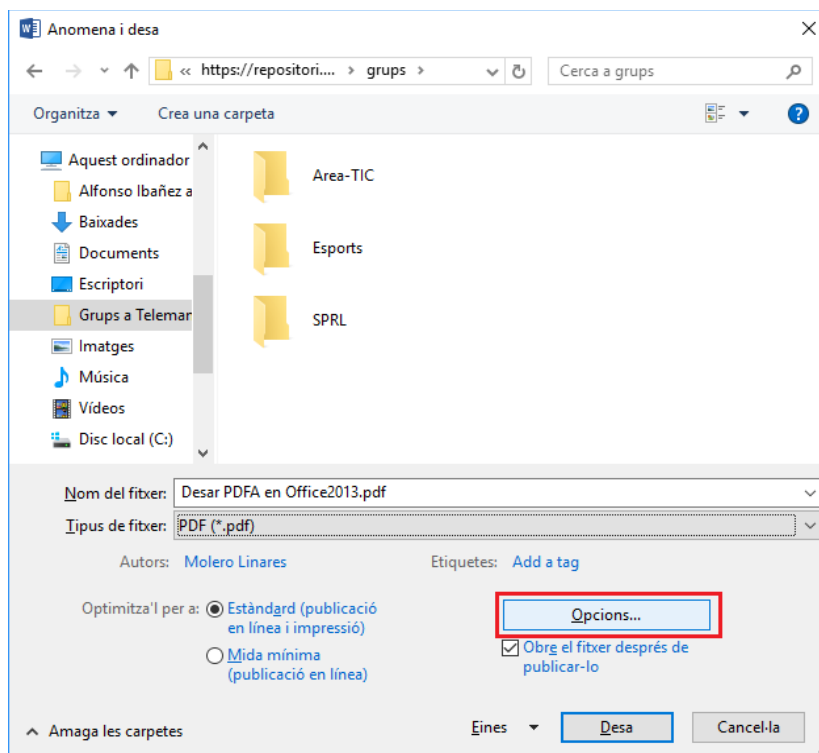 Anomena i desa
« https://repositori.... > grups >
Cerca a grups
Organitza
Crea una carpeta
Aquest ordinador
Alfonso Ibañez a
Baixades
Documents
Escriptori
Grups a Telemar
Imatges
Música
Vídeos
Disc local (C:)
Area-TIC
Esports
SPRL
Nom del fitxer: Desar PDFA en Office2013.pdf
Tipus de fitxer: PDF (*.pdf)
Autors: Molero Linares
Etiquetes: Add a tag
Optimitza'l per a: Estàndard (publicació
en línia i impressió)
Mida mínima
(publicació en línia)
Opcions...
Obre el fitxer després de
publicar-lo
Amaga les carpetes
Eines
Desa
Cancel·la